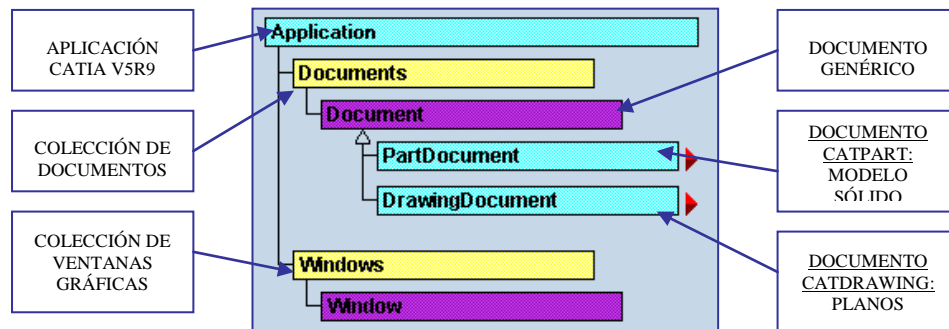 APLICACIÓN
CATIA V5R9
COLECCIÓN DE
DOCUMENTOS
COLECCIÓN DE
VENTANAS
GRÁFICAS
Application
Documents
Document
PartDocument
DrawingDocument
Windows
Window
DOCUMENTO
GENÉRICO
DOCUMENTO
CATPART:
MODELO
SÓLIDO
DOCUMENTO
CATDRAWING:
PLANOS